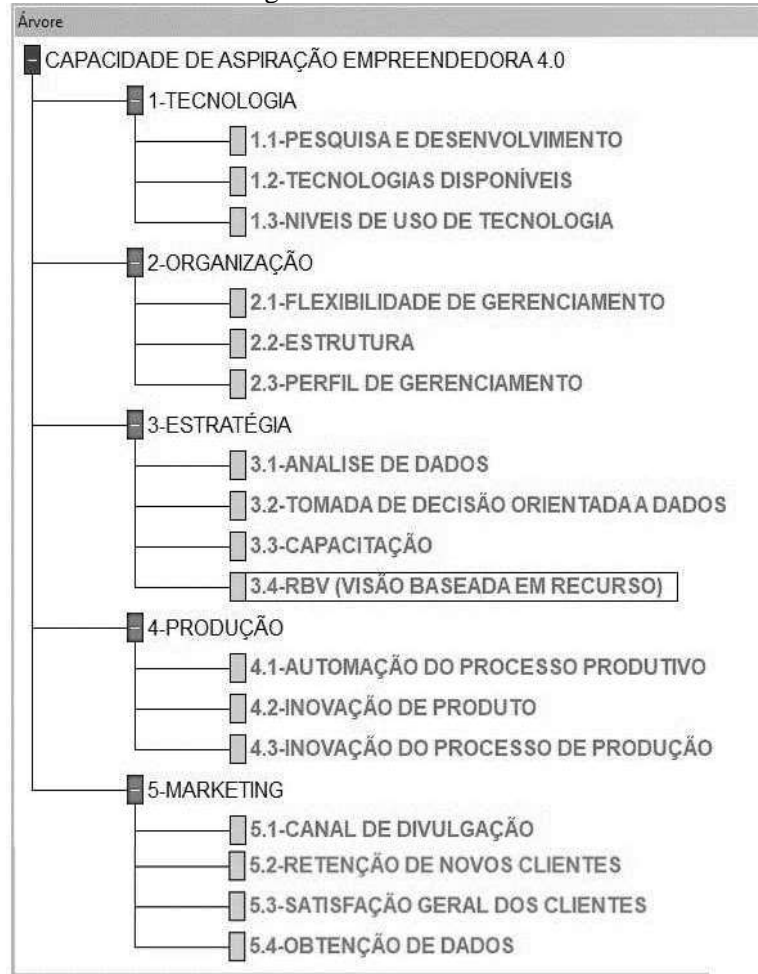 Árvore
CAPACIDADE DE ASPIRAÇÃO EMPREENDEDORA 4.0
1-TECNOLOGIA
1.1-PESQUISA E DESENVOLVIMENTO
1.2-TECNOLOGIAS DISPONÍVEIS
1.3-NIVEIS DE USO DE TECNOLOGIA
2-ORGANIZAÇÃO
2.1-FLEXIBILIDADE DE GERENCIAMENTO
2.2-ESTRUTURA
2.3-PERFIL DE GERENCIAMENTO
3-ESTRATÉGIA
3.1-ANALISE DE DADOS
3.2-TOMADA DE DECISÃO ORIENTADA A DADOS
3.3-CAPACITAÇÃO
3.4-RBV (VISÃO BASEADA EM RECURSO)
4-PRODUÇÃO
4.1-AUTOMAÇÃO DO PROCESSO PRODUTIVO
4.2-INOVAÇÃO DE PRODUTO
4.3-INOVAÇÃO DO PROCESSO DE PRODUÇÃO
5-MARKETING
5.1-CANAL DE DIVULGAÇÃO
5.2-RETENÇÃO DE NOVOS CLIENTES
5.3-SATISFAÇÃO GERAL DOS CLIENTES
5.4-OBTENÇÃO DE DADOS